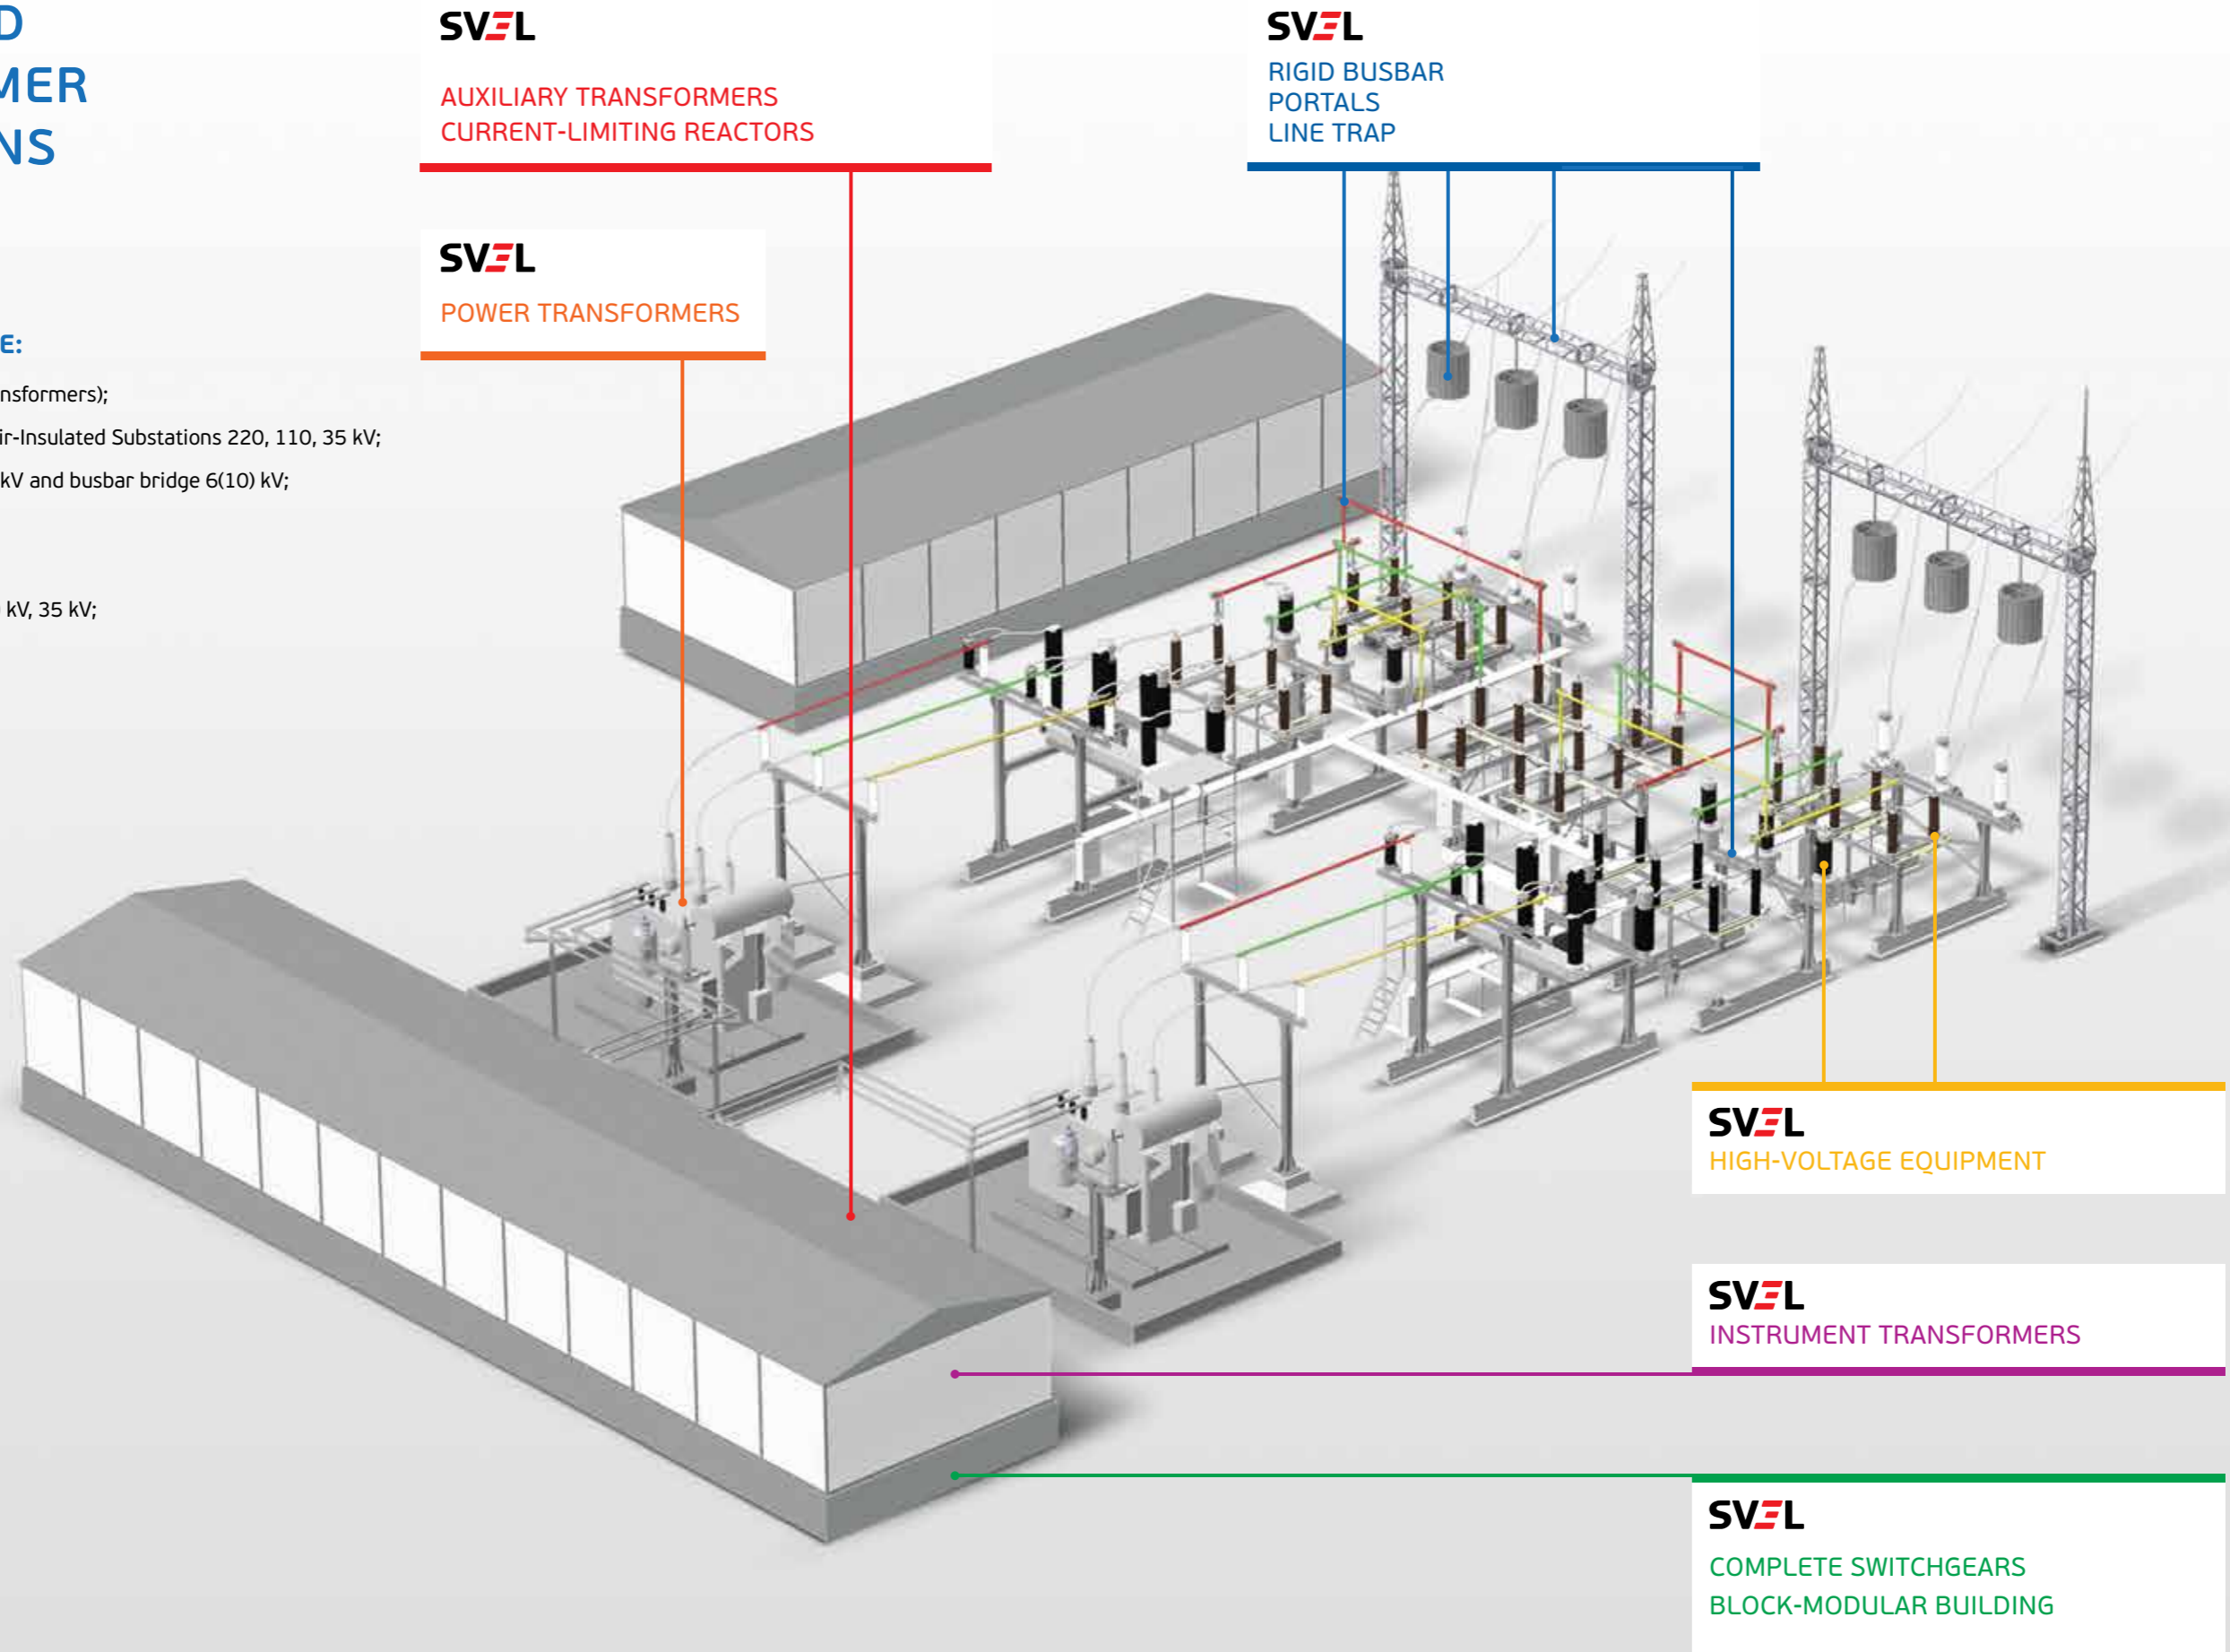 D
MER
NS
E:
nsformers);
ir-Insulated Substations 220, 110, 35 kV;
kV and busbar bridge 6(10) kV;
kV, 35 kV;
SVEL
AUXILIARY TRANSFORMERS
CURRENT-LIMITING REACTORS
SVEL
RIGID BUSBAR
PORTALS
LINE TRAP
SVEL
POWER TRANSFORMERS
SVEL
HIGH-VOLTAGE EQUIPMENT
SVEL
INSTRUMENT TRANSFORMERS
SVEL
COMPLETE SWITCHGEARS
BLOCK-MODULAR BUILDING